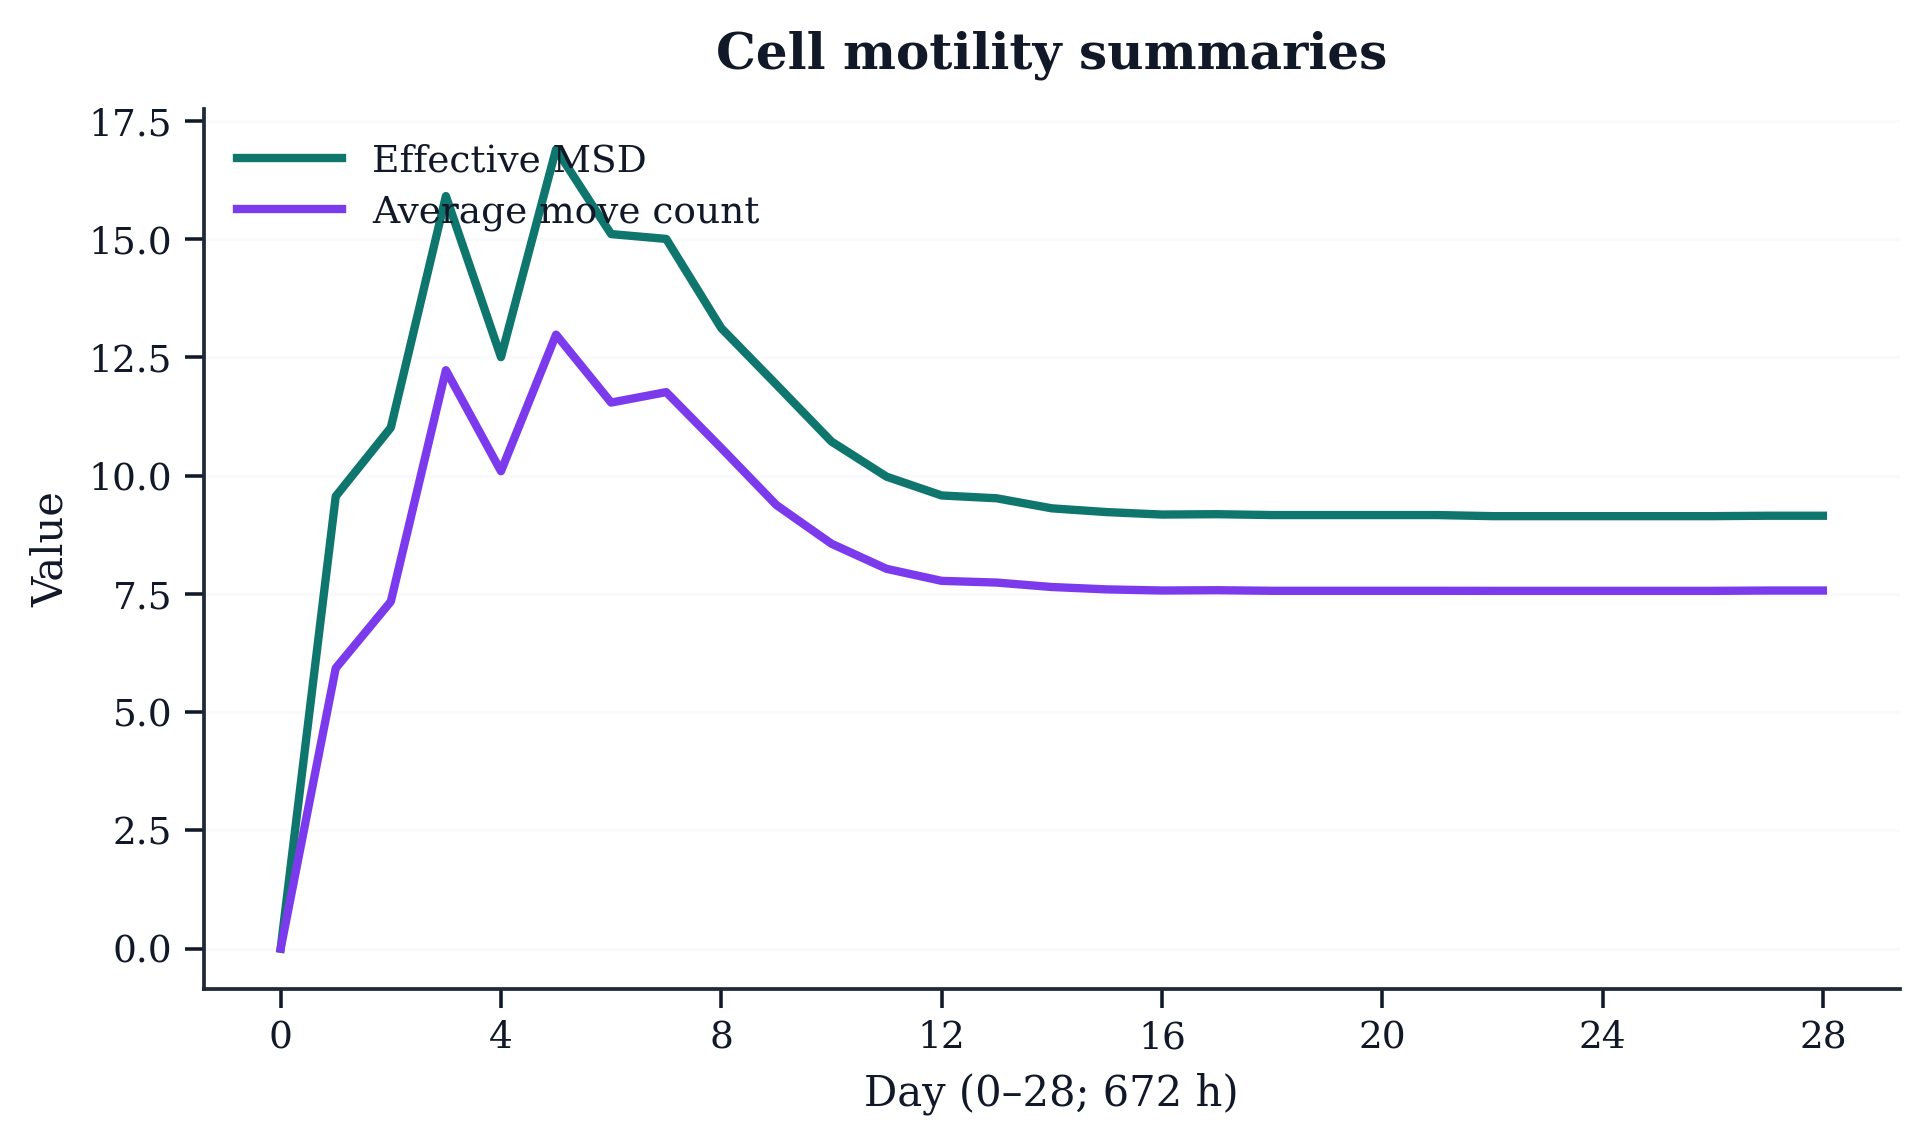 Cell motility summaries
17.5
15.0
12.5
10.0
7.5
5.0
2.5
0.0
Value
Effective MSD
Average move count
0 4 8 12 16 20 24 28
Day (0–28; 672 h)